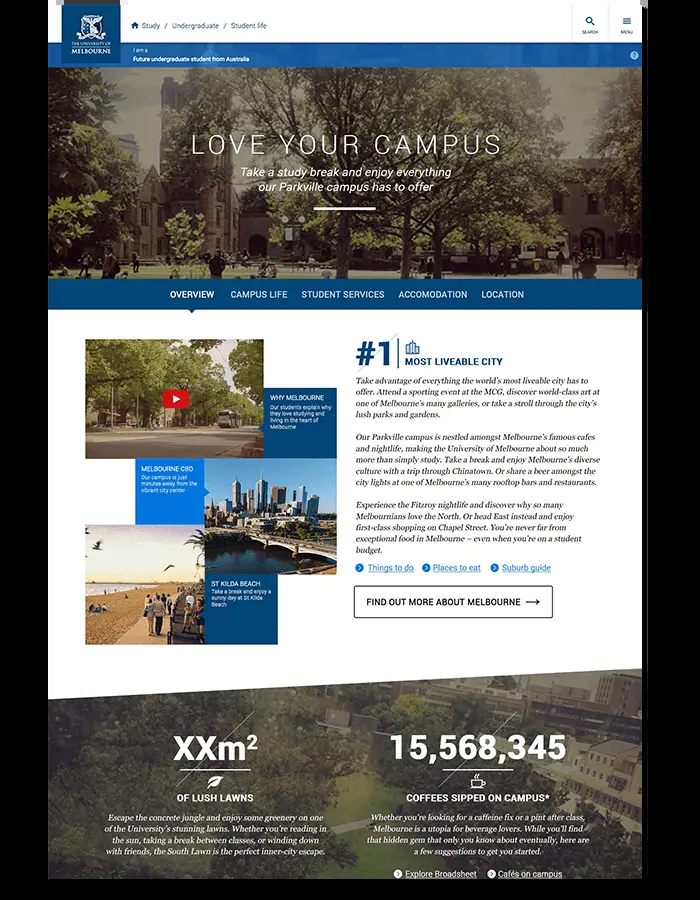 THE UNIVERSITY OF
MELBOURNE
Study / Undergraduate / Student life
SEARCH
MENU
I am a
Future undergraduate student from Australia
?
LOVE YOUR CAMPUS
Take a study break and enjoy everything
our Parkville campus has to offer
OVERVIEW
CAMPUS LIFE
STUDENT SERVICES
ACCOMODATION
LOCATION
WHY MELBOURNE
Our students explain why
they love studying and
living in the heart of
Melbourne
MELBOURNE CBD
Our campus is just
minutes away from the
vibrant city center
ST KILDA BEACH
Take a break and enjoy a
sunny day at St Kilda
Beach
#1
MOST LIVEABLE CITY
Take advantage of everything the world's most liveable city has to
offer. Attend a sporting event at the MCG, discover world-class art at
one of Melbourne's many galleries, or take a stroll through the city's
lush parks and gardens.
Our Parkville campus is nestled amongst Melbourne's famous cafes
and nightlife, making the University of Melbourne about so much
more than simply study. Take a break and enjoy Melbourne's diverse
culture with a trip through Chinatown. Or share a beer amongst the
city lights at one of Melbourne's many rooftop bars and restaurants.
Experience the Fitzroy nightlife and discover why so many
Melbournians love the North. Or head East instead and enjoy
first-class shopping on Chapel Street. You're never far from
exceptional food in Melbourne – even when you're on a student
budget.
Things to do
Places to eat
Suburb guide
FIND OUT MORE ABOUT MELBOURNE
XXm²
OF LUSH LAWNS
Escape the concrete jungle and enjoy some greenery on one
of the University's stunning lawns. Whether you're reading in
the sun, taking a break between classes, or winding down
with friends, the South Lawn is the perfect inner-city escape.
15,568,345
COFFEES SIPPED ON CAMPUS*
Whether you're looking for a caffeine fix or a pint after class,
Melbourne is a utopia for beverage lovers. While you'll find
that hidden gem that only you know about eventually, here are
a few suggestions to get you started.
Explore Broadsheet
Cafés on campus